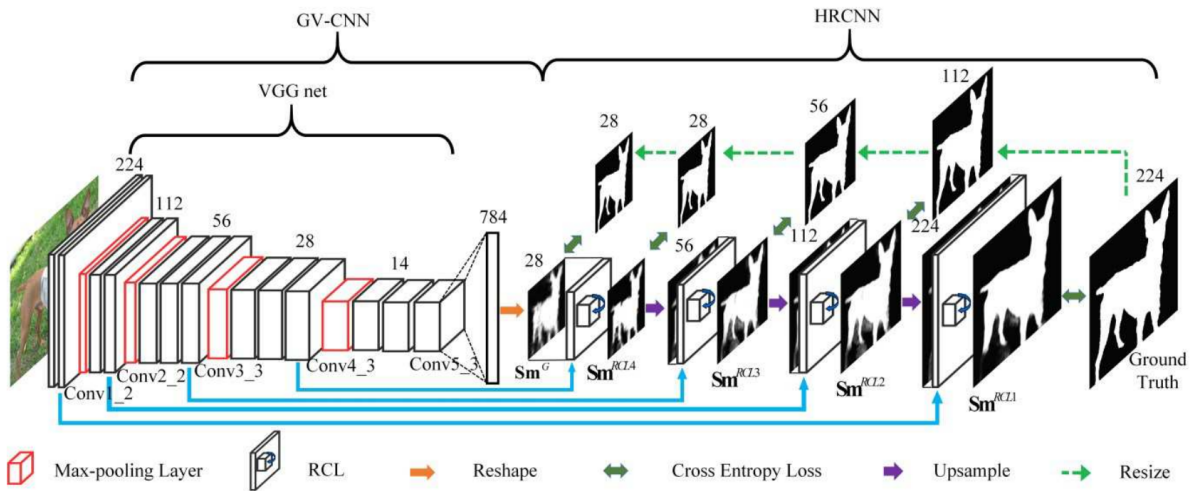 GV-CNN
HRCNN
VGG net
224
112
56
28
14
784
28
28
56
112
224
28
56
112
224
Conv1_2
Conv2_2
Conv3_3
Conv4_3
Conv5_3
Sm^G
Sm^RCL4
Sm^RCL3
Sm^RCL2
Sm^RCL1
Ground
Truth
Max-pooling Layer
RCL
Reshape
Cross Entropy Loss
Upsample
Resize